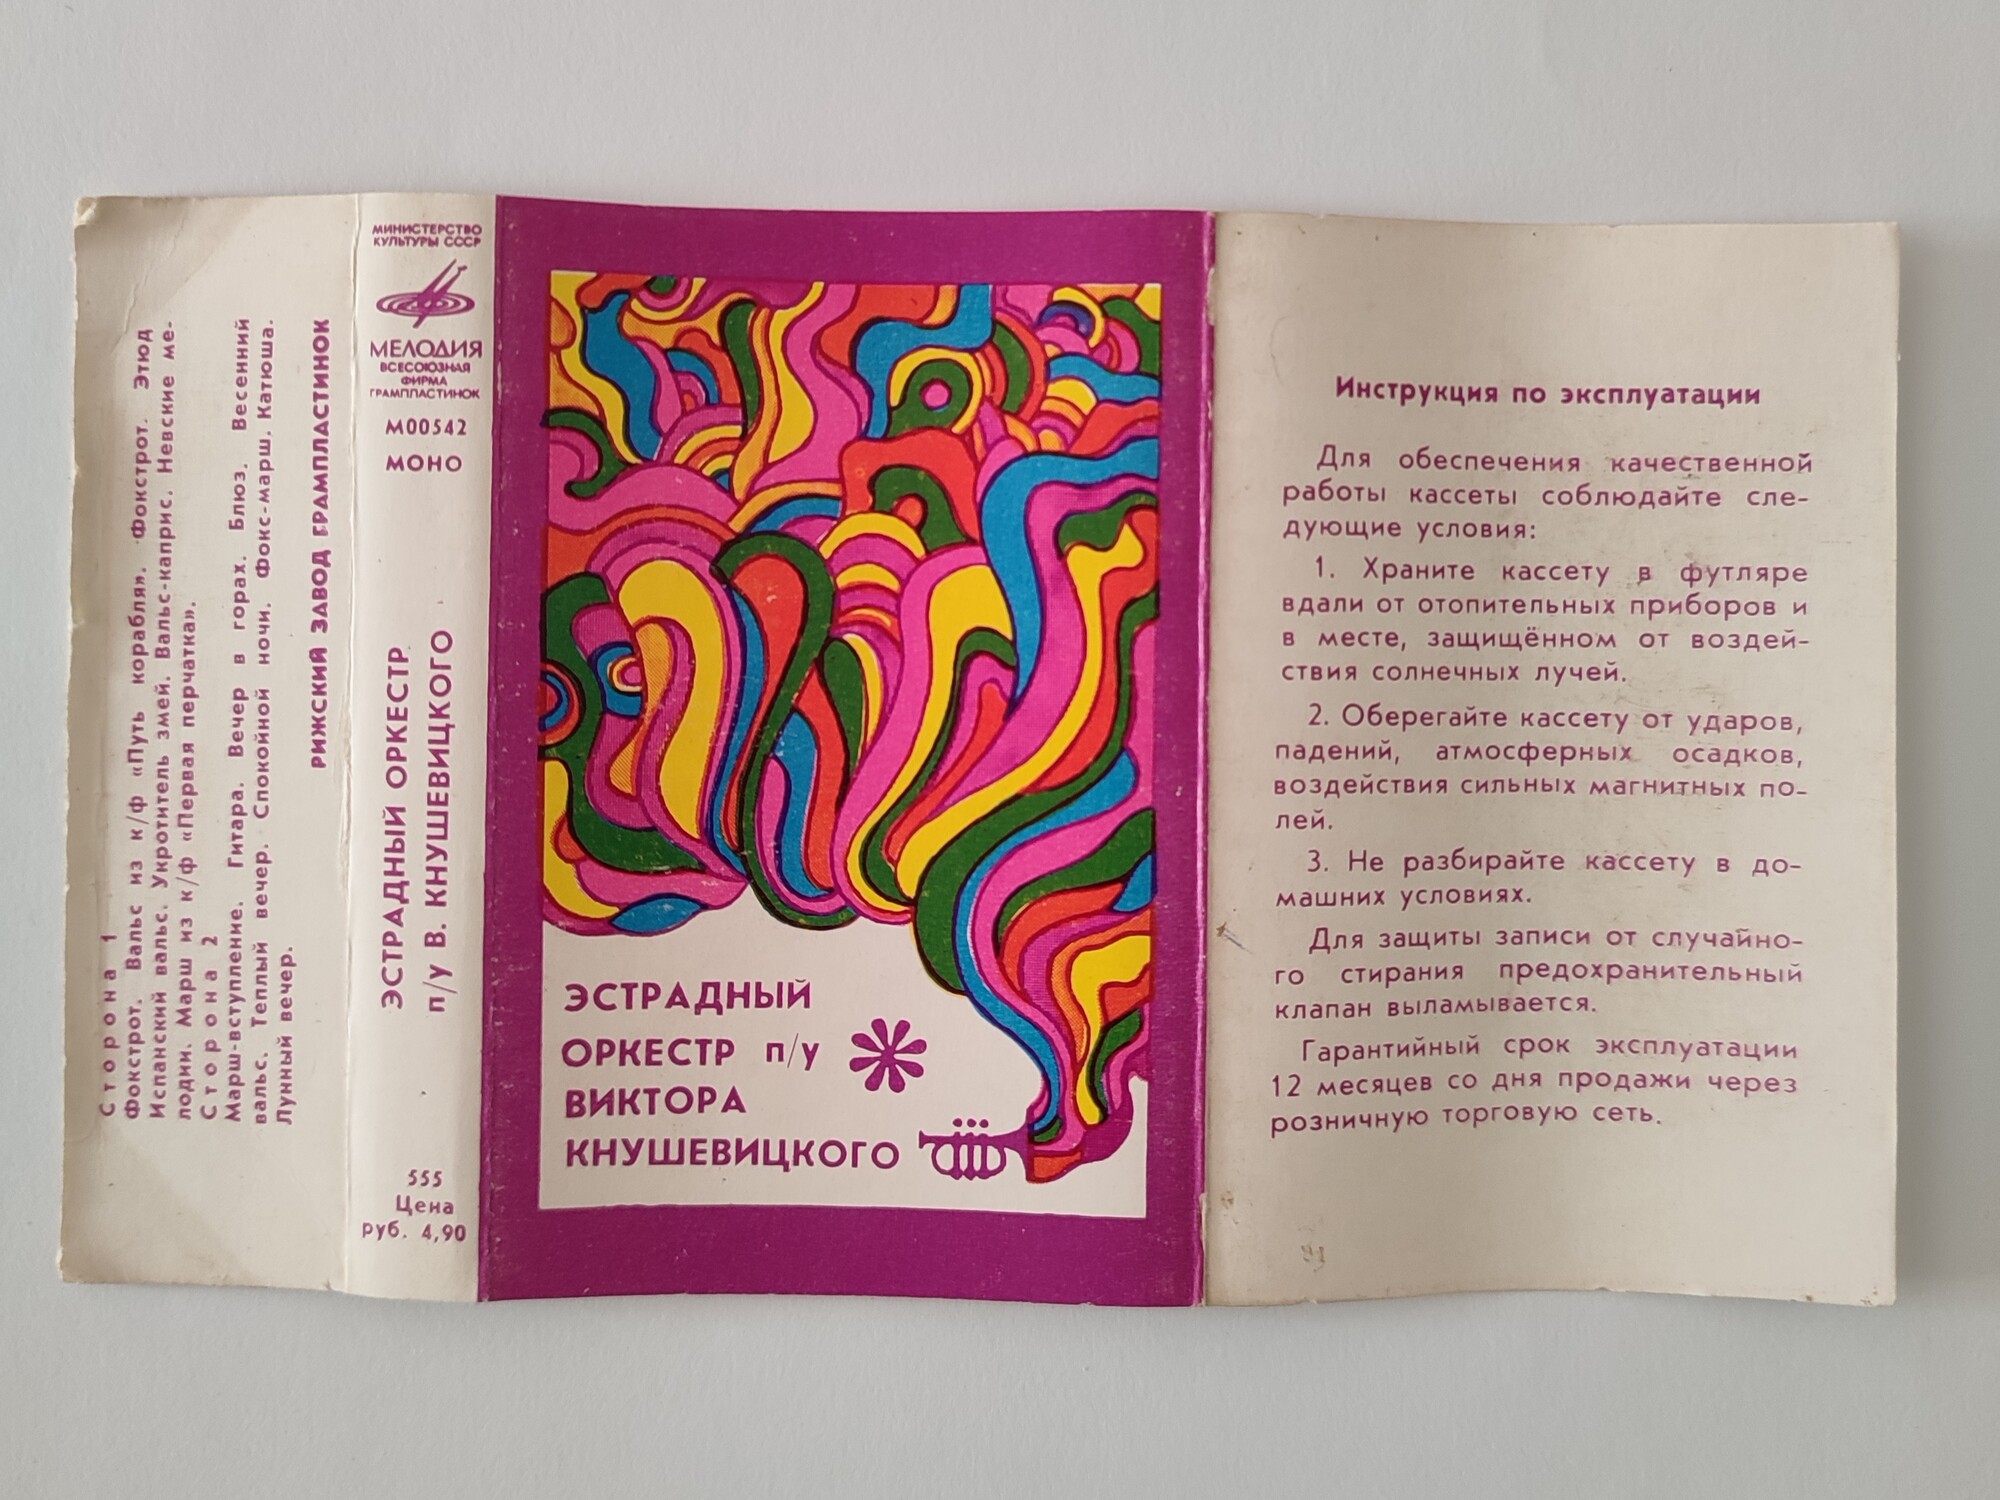 Сторона 1
Фокстрот. Вальс из к/ф «Путь корабля». Фокстрот. Этюд
Испанский вальс. Укротитель змей. Вальс-каприс. Невские ме-
лодии. Марш из к/ф «Первая перчатка».
Сторона 2
Марш-вступление. Гитара. Вечер в горах. Блюз. Весенний
вальс. Теплый вечер. Спокойной ночи. Фокс-марш. Катюша.
Лунный вечер.
РИЖСКИЙ ЗАВОД ГРАМПЛАСТИНОК
МИНИСТЕРСТВО
КУЛЬТУРЫ СССР
МЕЛОДИЯ
ВСЕСОЮЗНАЯ
ФИРМА
ГРАМПЛАСТИНОК
М00542
МОНО
ЭСТРАДНЫЙ ОРКЕСТР
п/у В. КНУШЕВИЦКОГО
555
Цена
руб. 4,90
ЭСТРАДНЫЙ
ОРКЕСТР п/у
ВИКТОРА
КНУШЕВИЦКОГО
Инструкция по эксплуатации
Для обеспечения качественной
работы кассеты соблюдайте сле-
дующие условия:
1. Храните кассету в футляре
вдали от отопительных приборов и
в месте, защищённом от воздей-
ствия солнечных лучей.
2. Оберегайте кассету от ударов,
падений, атмосферных осадков,
воздействия сильных магнитных по-
лей.
3. Не разбирайте кассету в до-
машних условиях.
Для защиты записи от случайно-
го стирания предохранительный
клапан выламывается.
Гарантийный срок эксплуатации
12 месяцев со дня продажи через
розничную торговую сеть.